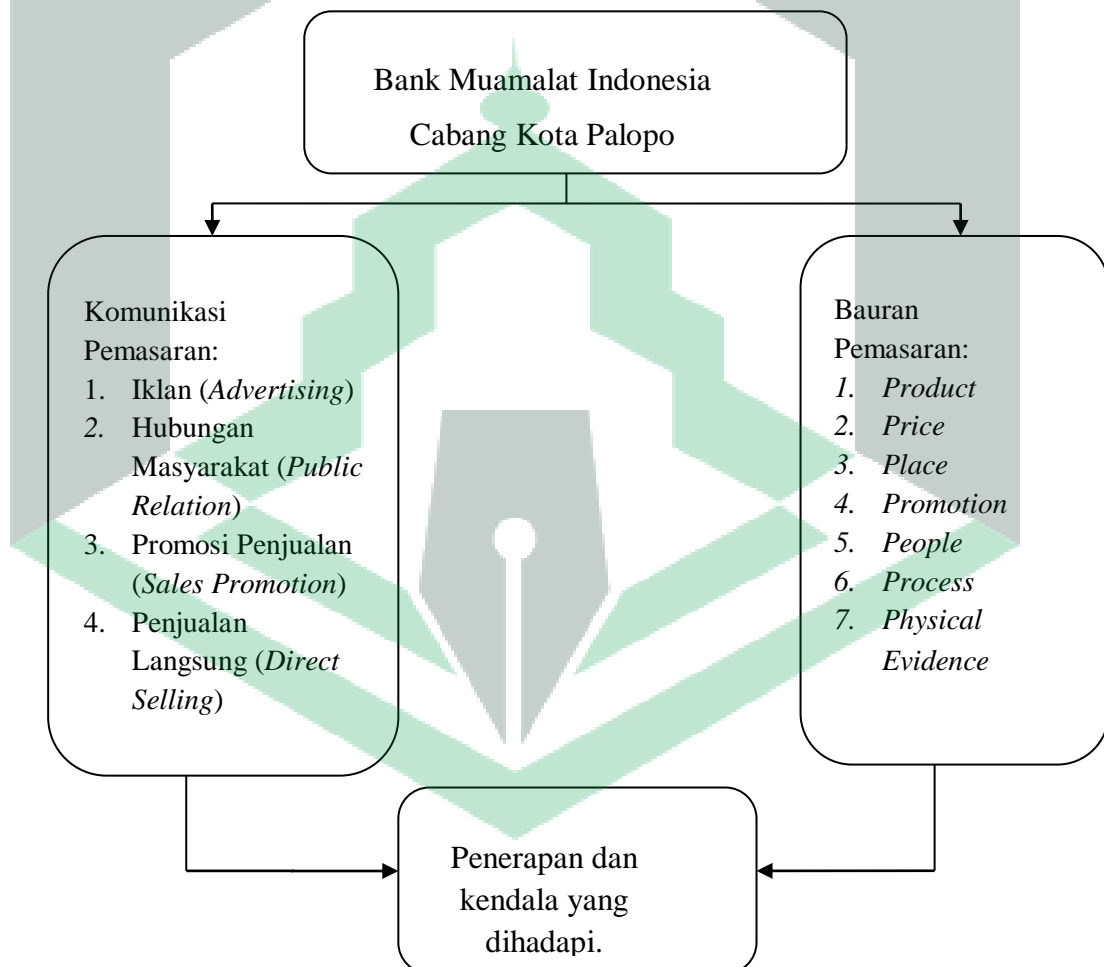 Bank Muamalat Indonesia
Cabang Kota Palopo
Komunikasi
Pemasaran:
1. Iklan (Advertising)
2. Hubungan
Masyarakat (Public
Relation)
3. Promosi Penjualan
(Sales Promotion)
4. Penjualan
Langsung (Direct
Selling)
Bauran
Pemasaran:
1. Product
2. Price
3. Place
4. Promotion
5. People
6. Process
7. Physical
Evidence
Penerapan dan
kendala yang
dihadapi.